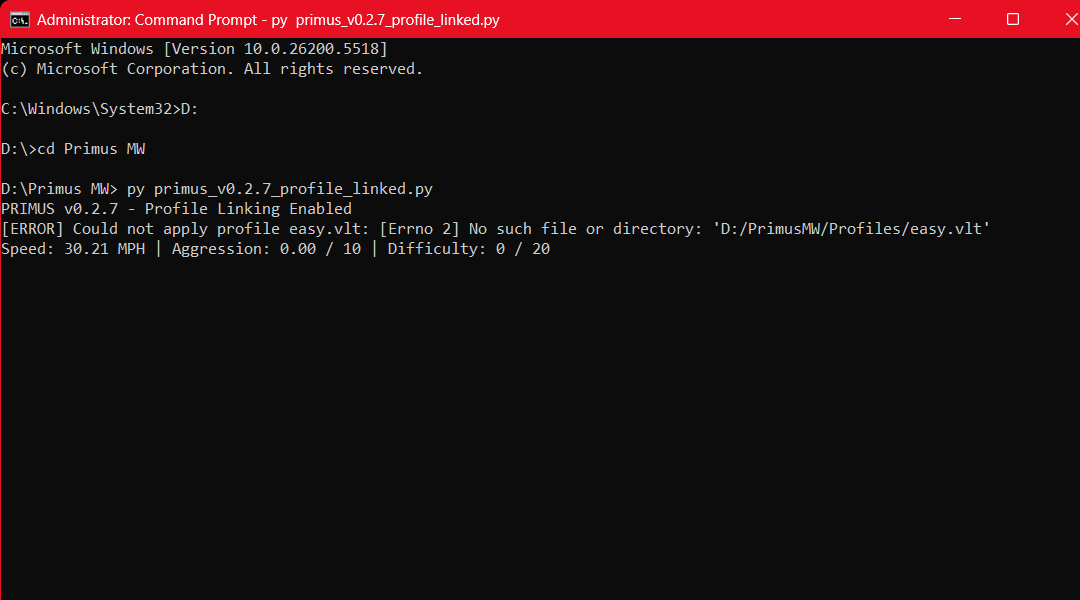 Administrator: Command Prompt - py  primus_v0.2.7_profile_linked.py
Microsoft Windows [Version 10.0.26200.5518]
(c) Microsoft Corporation. All rights reserved.
C:\Windows\System32>D:
D:\>cd Primus MW
D:\Primus MW> py primus_v0.2.7_profile_linked.py
PRIMUS v0.2.7 - Profile Linking Enabled
[ERROR] Could not apply profile easy.vlt: [Errno 2] No such file or directory: 'D:/PrimusMW/Profiles/easy.vlt'
Speed: 30.21 MPH | Aggression: 0.00 / 10 | Difficulty: 0 / 20